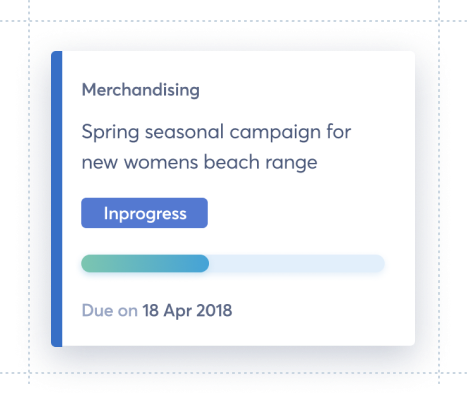 Merchandising
Spring seasonal campaign for
new womens beach range
Inprogress
Due on 18 Apr 2018